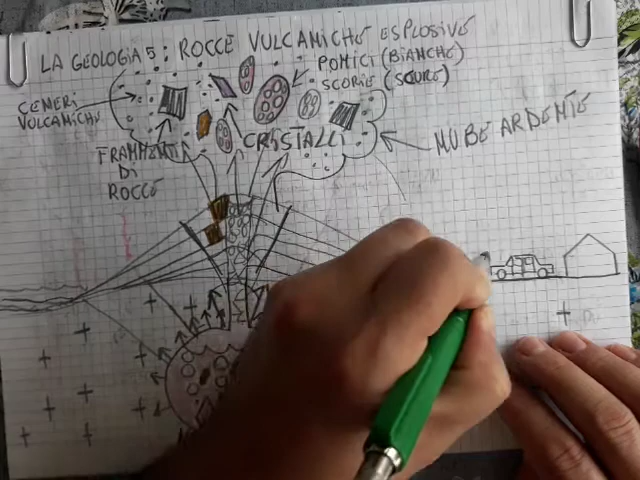 LA GEOLOGIA 5: ROCCE VULCANICHE ESPLOSIVE
POMICI (BIANCHE)
SCORIE (SCURE)
CENERI
VULCANICHE
CRISTALLI
NUBE ARDENTE
FRAMMENTI
DI
ROCCE